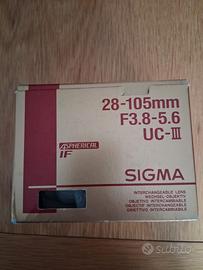 28-105mm
F3.8-5.6
UC-III
ASPHERICAL
IF
SIGMA
INTERCHANGEABLE LENS
WECHSEL-OBJEKTIV
OBJETIVO INTERCAMBIABLE
OBJECTIF INTERCHANGEABLE
OBIETTIVO INTERCAMBIABILE
subito